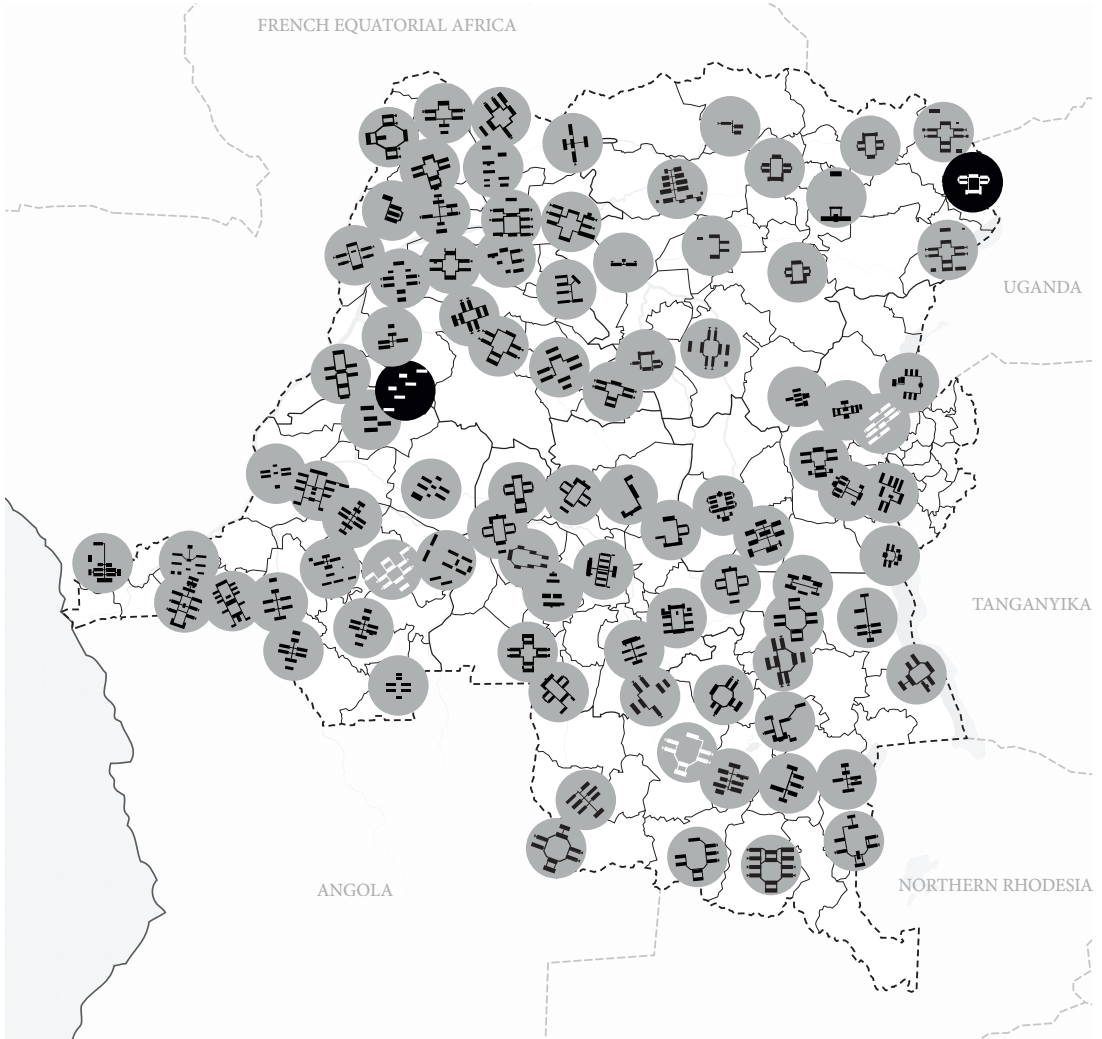 FRENCH EQUATORIAL AFRICA
UGANDA
TANGANYIKA
ANGOLA
NORTHERN RHODESIA